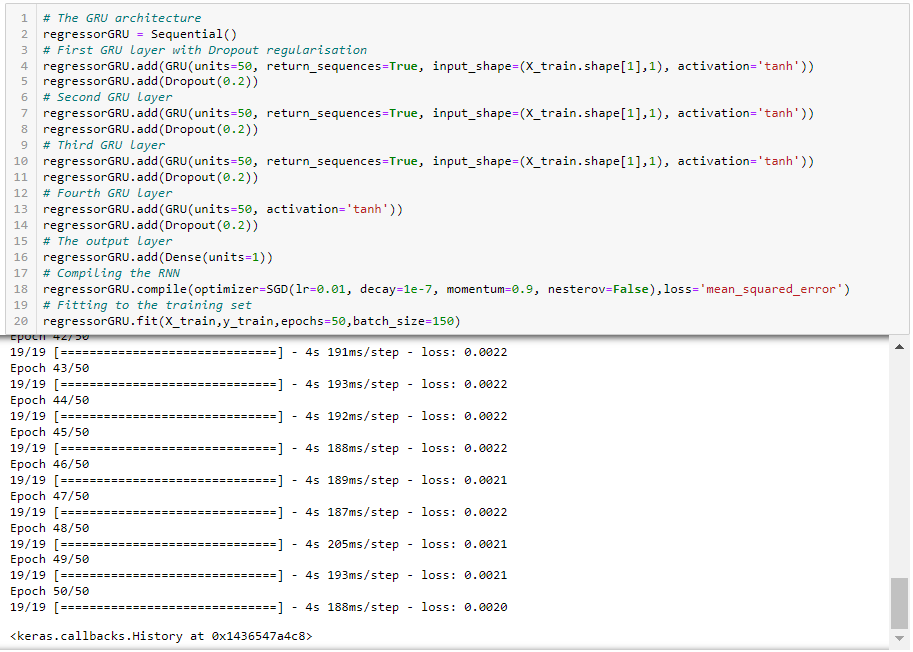 1 # The GRU architecture
2 regressorGRU = Sequential()
3 # First GRU layer with Dropout regularisation
4 regressorGRU.add(GRU(units=50, return_sequences=True, input_shape=(X_train.shape[1],1), activation='tanh'))
5 regressorGRU.add(Dropout(0.2))
6 # Second GRU layer
7 regressorGRU.add(GRU(units=50, return_sequences=True, input_shape=(X_train.shape[1],1), activation='tanh'))
8 regressorGRU.add(Dropout(0.2))
9 # Third GRU layer
10 regressorGRU.add(GRU(units=50, return_sequences=True, input_shape=(X_train.shape[1],1), activation='tanh'))
11 regressorGRU.add(Dropout(0.2))
12 # Fourth GRU layer
13 regressorGRU.add(GRU(units=50, activation='tanh'))
14 regressorGRU.add(Dropout(0.2))
15 # The output layer
16 regressorGRU.add(Dense(units=1))
17 # Compiling the RNN
18 regressorGRU.compile(optimizer=SGD(lr=0.01, decay=1e-7, momentum=0.9, nesterov=False),loss='mean_squared_error')
19 # Fitting to the training set
20 regressorGRU.fit(X_train,y_train,epochs=50,batch_size=150)
Epoch 42/50
19/19 [==============================] - 4s 191ms/step - loss: 0.0022
Epoch 43/50
19/19 [==============================] - 4s 193ms/step - loss: 0.0022
Epoch 44/50
19/19 [==============================] - 4s 192ms/step - loss: 0.0022
Epoch 45/50
19/19 [==============================] - 4s 188ms/step - loss: 0.0022
Epoch 46/50
19/19 [==============================] - 4s 189ms/step - loss: 0.0021
Epoch 47/50
19/19 [==============================] - 4s 187ms/step - loss: 0.0022
Epoch 48/50
19/19 [==============================] - 4s 205ms/step - loss: 0.0021
Epoch 49/50
19/19 [==============================] - 4s 193ms/step - loss: 0.0021
Epoch 50/50
19/19 [==============================] - 4s 188ms/step - loss: 0.0020
<keras.callbacks.History at 0x1436547a4c8>